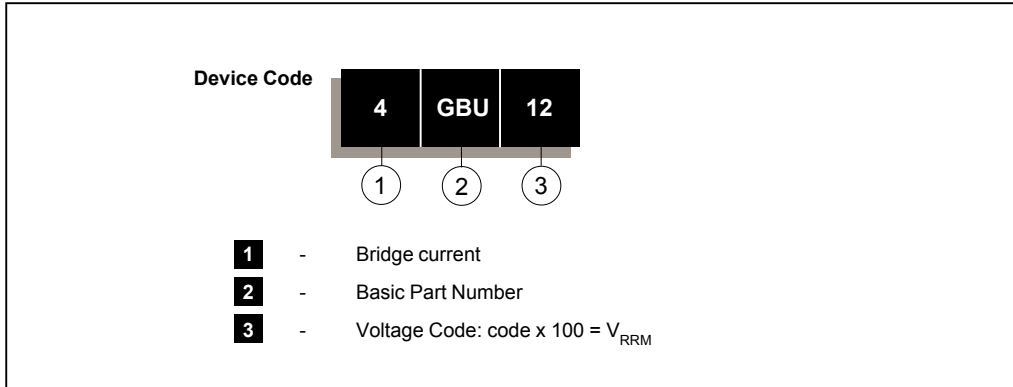 Device Code
4 GBU 12
1 2 3
1 - Bridge current
2 - Basic Part Number
3 - Voltage Code: code x 100 = VRRM